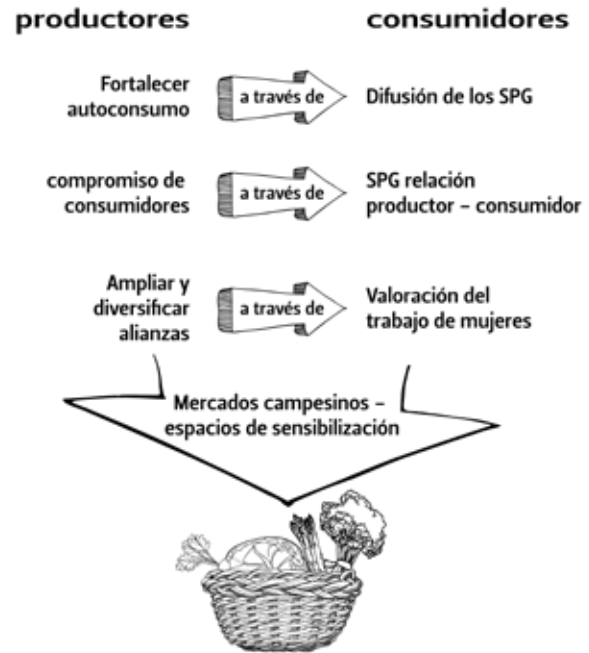 productores
consumidores
Fortalecer
autoconsumo
a través de
Difusión de los SPG
compromiso de
consumidores
a través de
SPG relación
productor – consumidor
Ampliar y
diversificar
alianzas
a través de
Valoración del
trabajo de mujeres
Mercados campesinos –
espacios de sensibilización